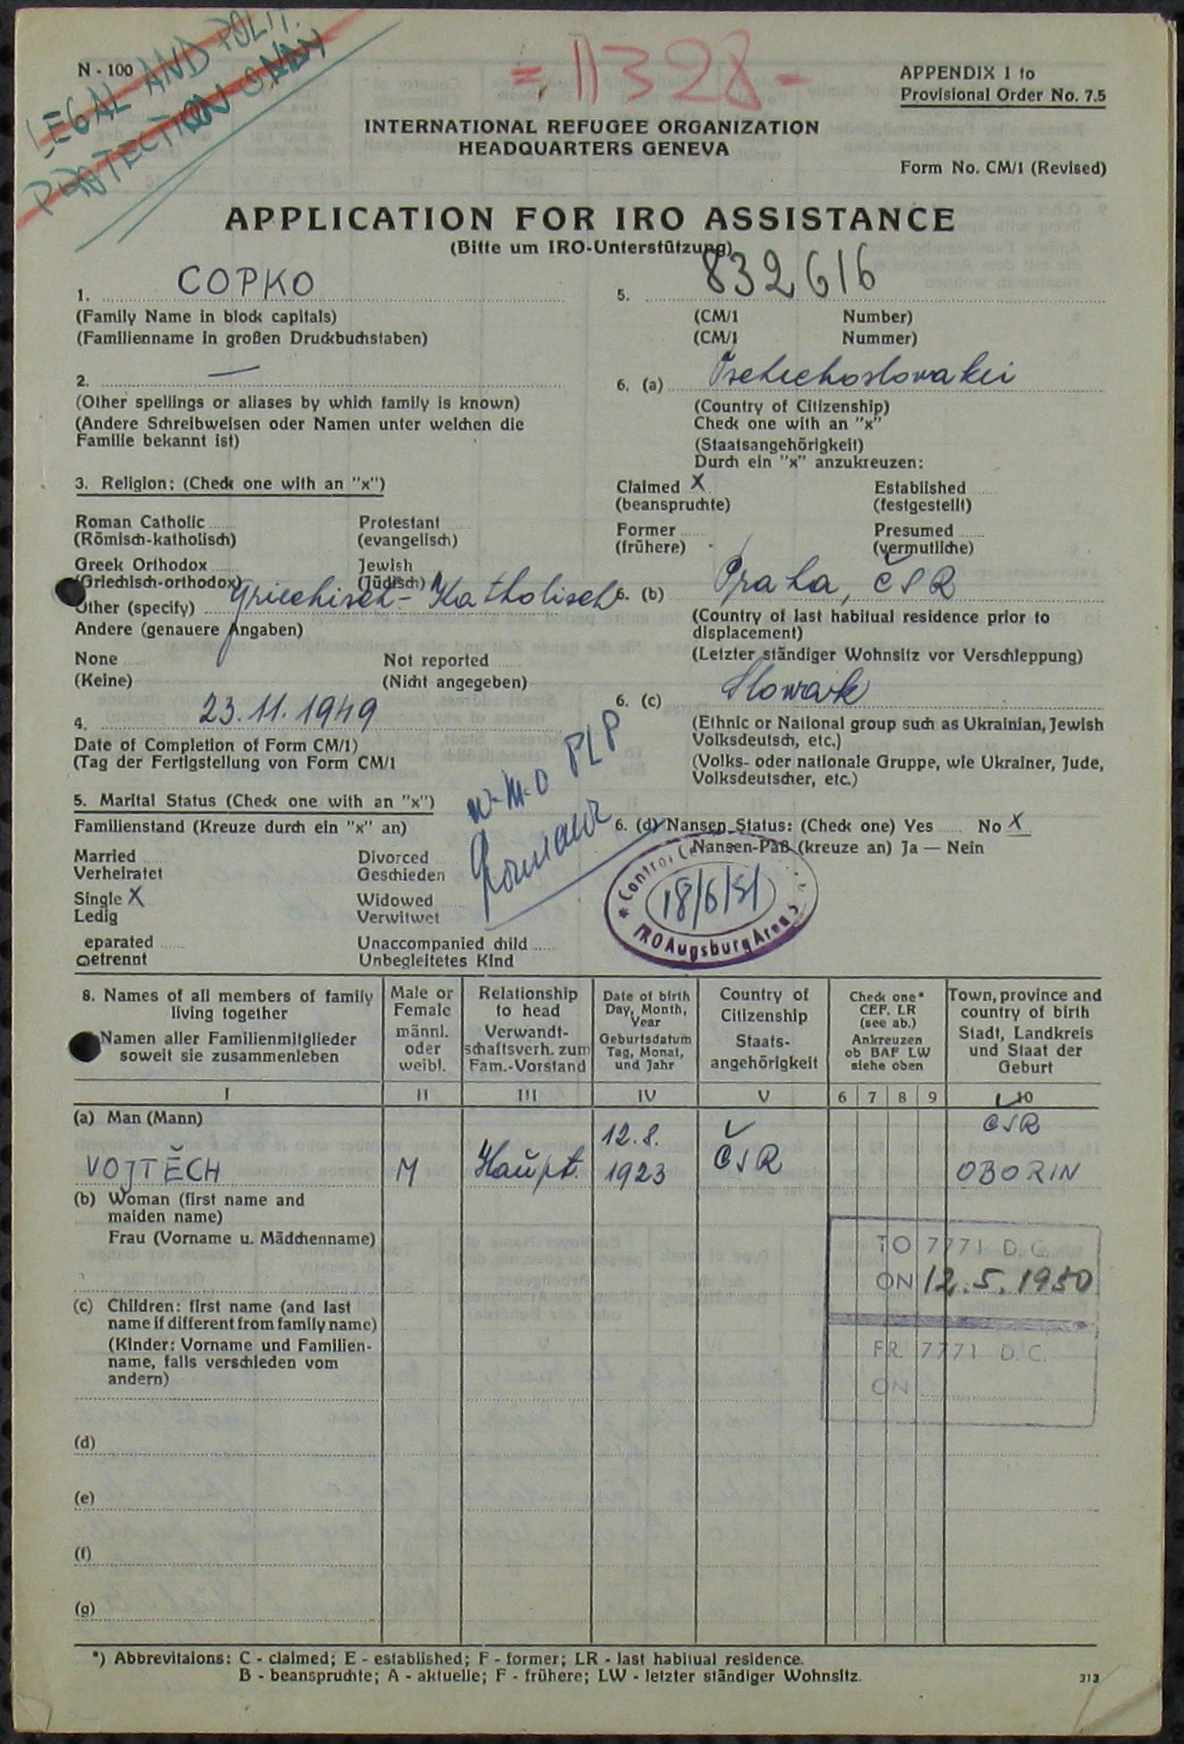 N - 100
LEGAL AND POLIT.
PROTECTION ONLY
= 11328 -
APPENDIX 1 to
Provisional Order No. 7.5
INTERNATIONAL REFUGEE ORGANIZATION
HEADQUARTERS GENEVA
Form No. CM/1 (Revised)
APPLICATION FOR IRO ASSISTANCE
(Bitte um IRO-Unterstützung)
1. COPKO
(Family Name in block capitals)
(Familienname in großen Druckbuchstaben)
5. 832616
(CM/1 Number)
(CM/1 Nummer)
2. —
(Other spellings or aliases by which family is known)
(Andere Schreibweisen oder Namen unter welchen die
Familie bekannt ist)
6. (a) Tschechoslowakei
(Country of Citizenship)
Check one with an "x"
(Staatsangehörigkeit)
Durch ein "x" anzukreuzen:
3. Religion: (Check one with an "x")
Claimed X Established
(beanspruchte) (festgestellt)
Roman Catholic Protestant
(Römisch-katholisch) (evangelisch)
Former Presumed
(frühere) (vermutliche)
Greek Orthodox Jewish
(Griechisch-orthodox) (Jüdisch)
Other (specify) Griechisch-Katholisch
Andere (genauere Angaben)
6. (b) Praha, ČSR
(Country of last habitual residence prior to
displacement)
(Letzter ständiger Wohnsitz vor Verschleppung)
None Not reported
(Keine) (Nicht angegeben)
6. (c) Slowak
(Ethnic or National group such as Ukrainian, Jewish
Volksdeutsch, etc.)
(Volks- oder nationale Gruppe, wie Ukrainer, Jude,
Volksdeutscher, etc.)
4. 23.11.1949
Date of Completion of Form CM/1)
(Tag der Fertigstellung von Form CM/1
PLP
5. Marital Status (Check one with an "x")
Familienstand (Kreuze durch ein "x" an)
6. (d) Nansen Status: (Check one) Yes No X
Nansen-Paß (kreuze an) Ja — Nein
Married Divorced
Verheiratet Geschieden
Single X Widowed
Ledig Verwitwet
eparated Unaccompanied child
Getrennt Unbegleitetes Kind
Control
18/6/51
IRO Augsburg Area
8. Names of all members of family
living together
Namen aller Familienmitglieder
soweit sie zusammenleben
Male or
Female
männl.
oder
weibl.
Relationship
to head
Verwandt-
schaftsverh. zum
Fam.-Vorstand
Date of birth
Day, Month,
Year
Geburtsdatum
Tag, Monat,
und Jahr
Country of
Citizenship
Staats-
angehörigkeit
Check one*
CEF. LR
(see ab.)
Ankreuzen
ob BAF LW
siehe oben
Town, province and
country of birth
Stadt, Landkreis
und Staat der
Geburt
I II III IV V 6 7 8 9 10
(a) Man (Mann)
VOJTĚCH M Haupt. 12.8. 1923 ČSR ČSR OBORIN
(b) Woman (first name and
maiden name)
Frau (Vorname u. Mädchenname)
TO 7771 D.C.
ON 12.5.1950
FR. 7771 D.C.
ON
(c) Children: first name (and last
name if different from family name)
(Kinder: Vorname und Familien-
name, falls verschieden vom
andern)
(d)
(e)
(f)
(g)
*) Abbrevitaions: C - claimed; E - established; F - former; LR - last habitual residence.
B - beanspruchte; A - aktuelle; F - frühere; LW - letzter ständiger Wohnsitz.
313